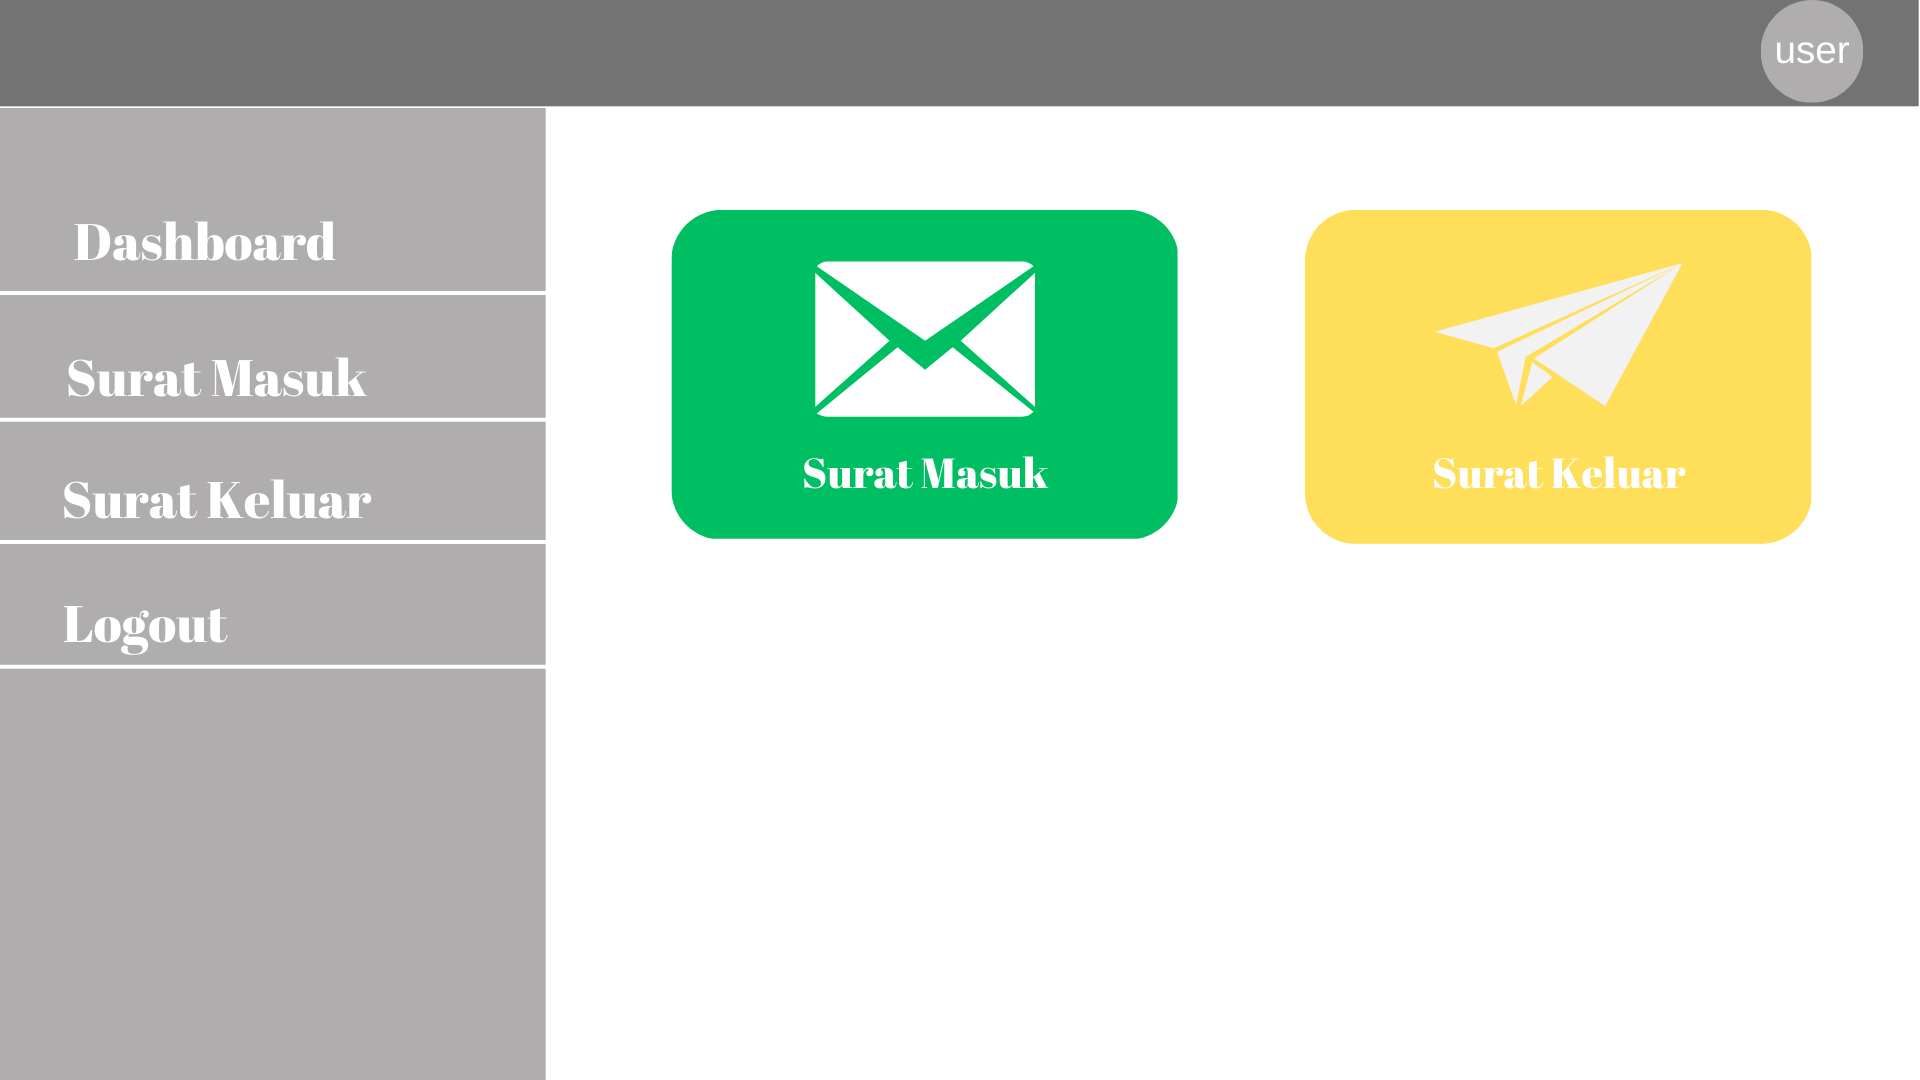 user
Dashboard
Surat Masuk
Surat Keluar
Logout
Surat Masuk
Surat Keluar